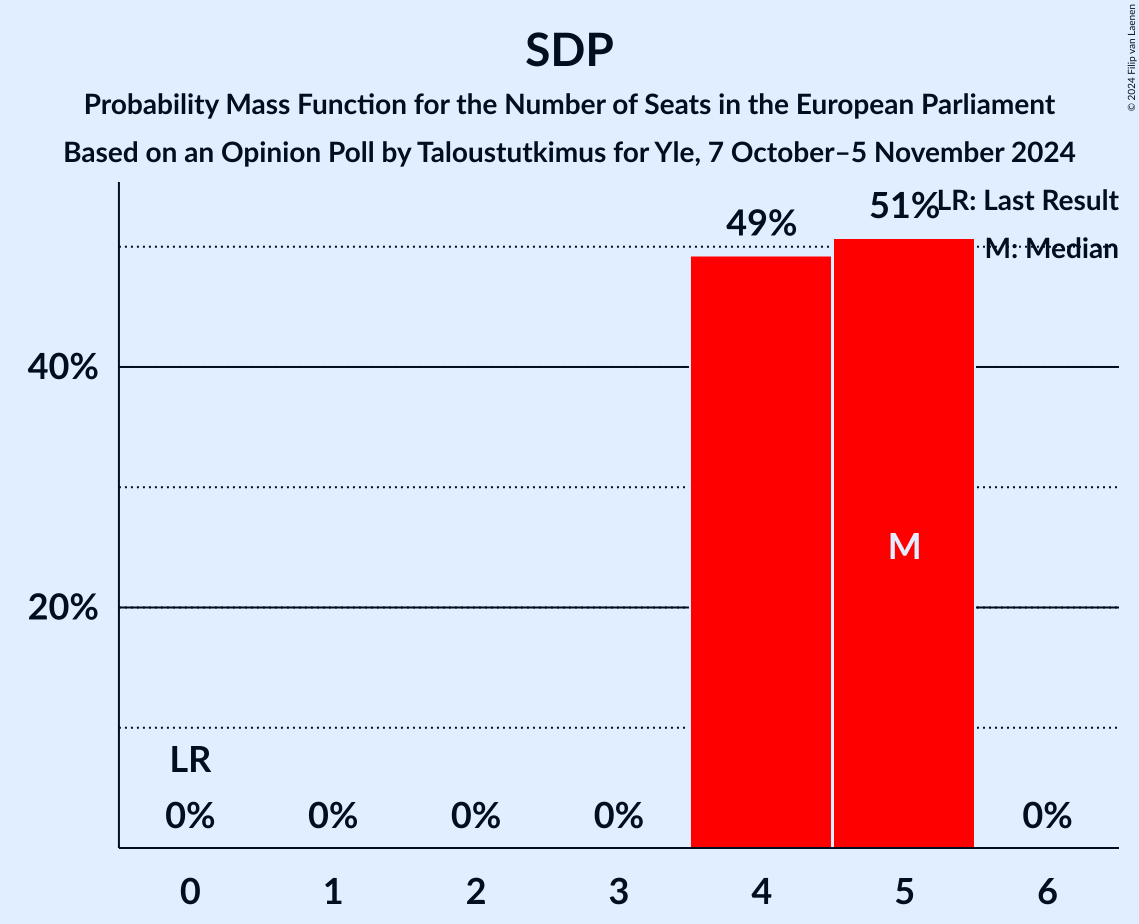 SDP
Probability Mass Function for the Number of Seats in the European Parliament
Based on an Opinion Poll by Taloustutkimus for Yle, 7 October–5 November 2024
© 2024 Filip van Laenen
LR: Last Result
M: Median
49%
51%
40%
20%
M
LR
0%
0%
0%
0%
0%
0
1
2
3
4
5
6